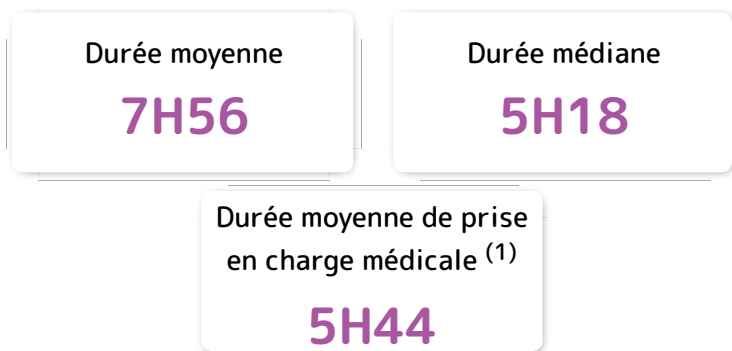 Durée moyenne
7H56
Durée médiane
5H18
Durée moyenne de prise
en charge médicale (1)
5H44